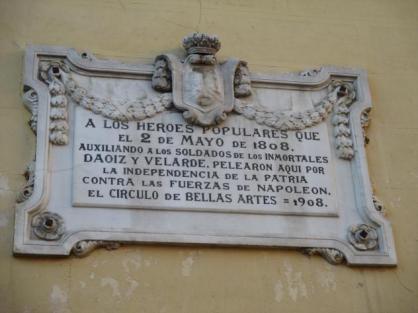 A LOS HEROES POPULARES QUE
EL 2 DE MAYO DE 1808.
AUXILIANDO A LOS SOLDADOS DE LOS INMORTALES
DAOIZ Y VELARDE, PELEARON AQUI POR
LA INDEPENDENCIA DE LA PATRIA
CONTRA LAS FUERZAS DE NAPOLEON.
EL CIRCULO DE BELLAS ARTES = 1908.